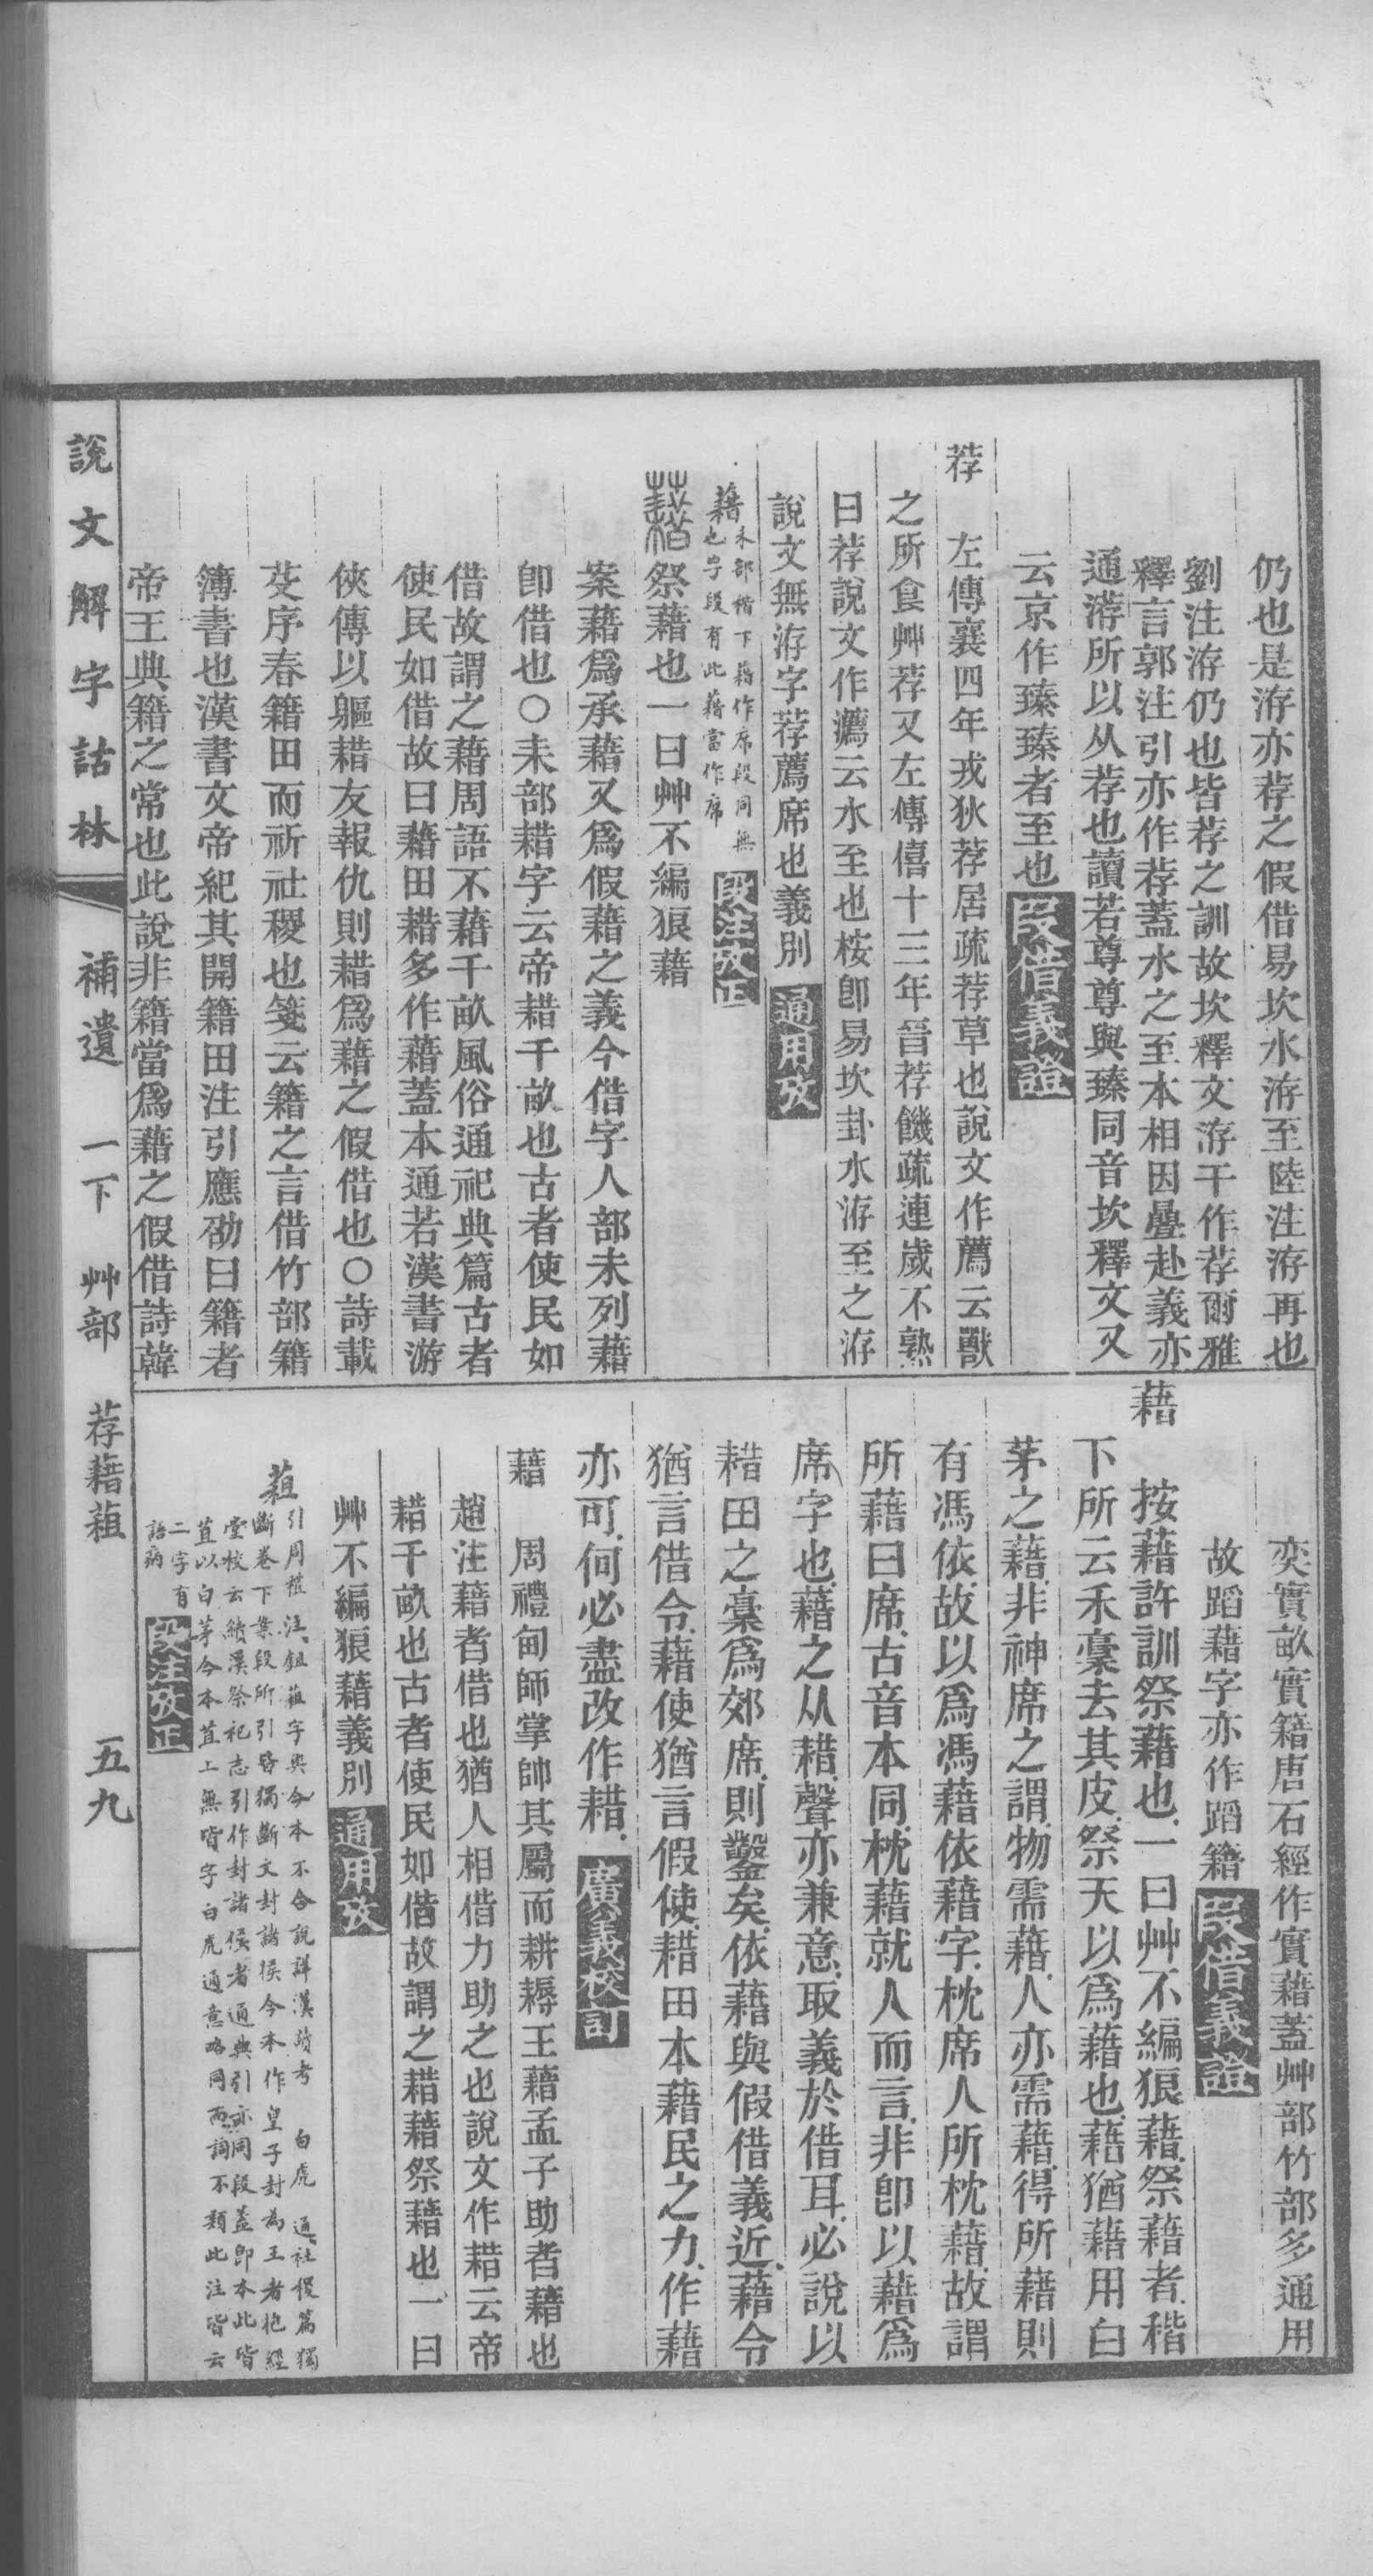 仍也是洊亦荐之假借易坎水洊至陸注洊再也
劉注洊仍也皆荐之訓故坎釋文洊干作荐爾雅
釋言郭注引亦作荐蓋水之至本相因疊赴義亦
通洊所以从荐也讀若尊尊與臻同音坎釋文又
云京作臻臻者至也 叚借義證
荐 左傳襄四年戎狄荐居疏荐草也說文作薦云獸
之所食艸荐又左傳僖十三年晉荐饑疏連歲不熟
曰荐說文作瀳云水至也桉卽易坎卦水洊至之洊
說文無洊字荐薦席也義別 通用攷
藉 禾部稭下藉作席段同無
也字段有此藉當作席 段注攷正
藉 祭藉也一曰艸不編狼藉
案藉爲承藉又爲假藉之義今借字人部未列藉
卽借也○耒部耤字云帝耤千畝也古者使民如
借故謂之藉周語不藉千畝風俗通祀典篇古者
使民如借故曰藉田耤多作藉蓋本通若漢書游
俠傳以軀耤友報仇則耤爲藉之假借也○詩載
芟序春籍田而祈社稷也箋云籍之言借竹部籍
簿書也漢書文帝紀其開籍田注引應劭曰籍者
帝王典籍之常也此說非籍當爲藉之假借詩韓
奕實畝實籍唐石經作實藉蓋艸部竹部多通用
故蹈藉字亦作蹈籍 叚借義證
藉 按藉許訓祭藉也一曰艸不編狼藉祭藉者稭
下所云禾稾去其皮祭天以爲藉也藉猶藉用白
茅之藉非神席之謂物需藉人亦需藉得所藉則
有馮依故以爲馮藉依藉字枕席人所枕藉故謂
所藉曰席古音本同枕藉就人而言非卽以藉爲
席字也藉之从耤聲亦兼意取義於借耳必說以
耤田之稾爲郊席則鑿矣依藉與假借義近藉令
猶言借令藉使猶言假使耤田本藉民之力作藉
亦可何必盡改作耤 廣義校訂
藉 周禮甸師掌帥其屬而耕耨王藉孟子助者藉也
趙注藉者借也猶人相借力助之也說文作耤云帝
耤千畝也古者使民如借故謂之耤藉祭藉也一曰
艸不編狼藉義別 通用攷
蒩 引周禮注鉏蒩字與今本不合說詳漢讀考 白虎通社稷篇獨
斷卷下案段所引皆獨斷文封諸侯今本作皇子封為王者抱經
堂校云續漢祭祀志引作封諸侯者通典引亦同段蓋即本此皆
苴以白茅今本苴上無皆字白虎通意略同而詞不類此注皆云
二字有
語病 段注攷正
說文解字詁林 補遺 一下 艸部 荐藉蒩 五九